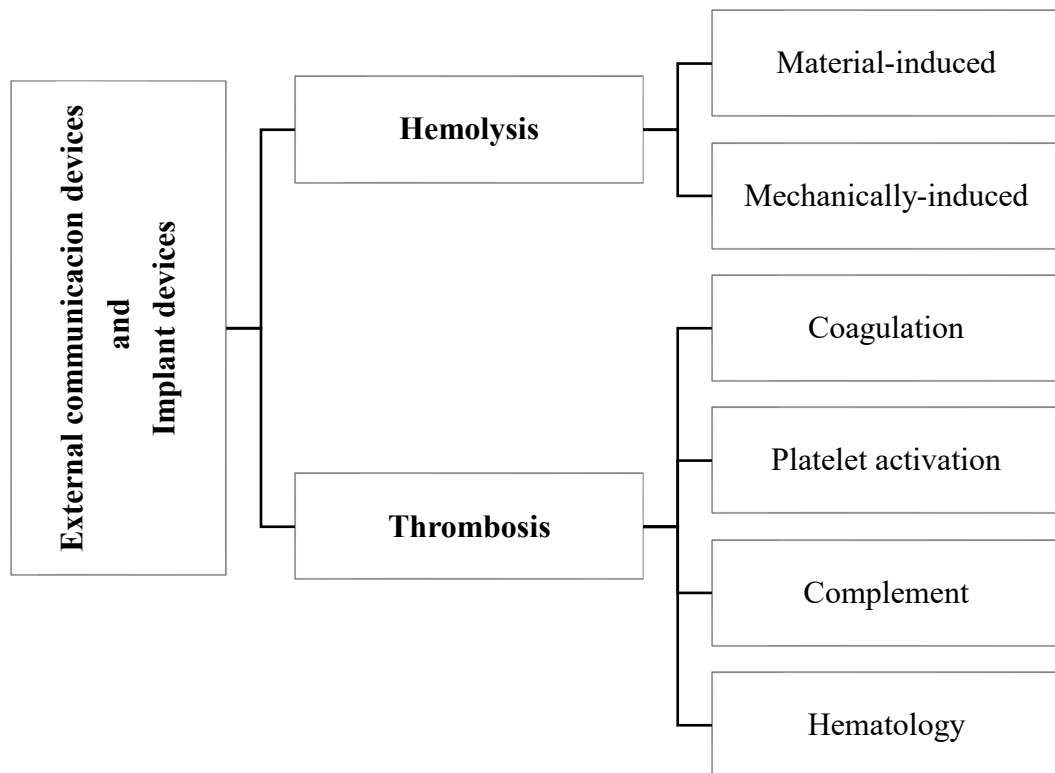 External communicacion devices
and
Implant devices
Hemolysis
Material-induced
Mechanically-induced
Thrombosis
Coagulation
Platelet activation
Complement
Hematology